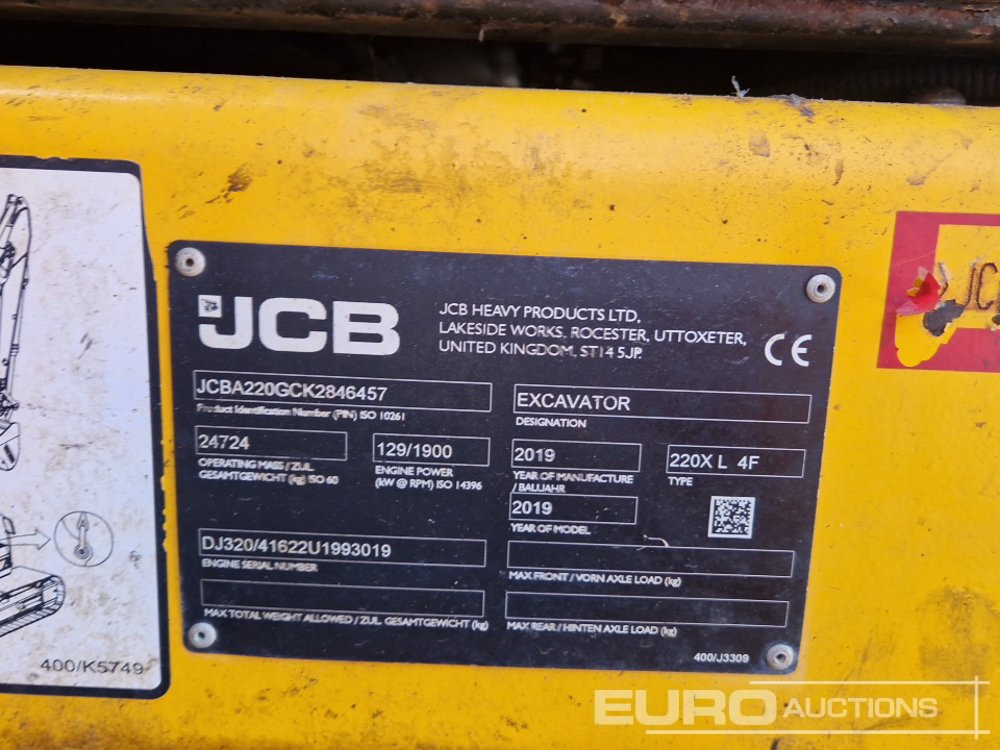 JCB
JCB HEAVY PRODUCTS LTD,
LAKESIDE WORKS, ROCESTER, UTTOXETER,
UNITED KINGDOM, ST14 5JP.
CE
JCBA220GCK2846457
Product Identification Number (PIN) ISO 10261
EXCAVATOR
DESIGNATION
24724
OPERATING MASS / ZUL.
GESAMTGEWICHT (kg) ISO 60
129/1900
ENGINE POWER
(kW @ RPM) ISO 14396
2019
YEAR OF MANUFACTURE
/ BAUJAHR
220X L 4F
TYPE
2019
YEAR OF MODEL
DJ320/41622U1993019
ENGINE SERIAL NUMBER
MAX FRONT / VORN AXLE LOAD (kg)
MAX TOTAL WEIGHT ALLOWED / ZUL. GESAMTGEWICHT (kg)
MAX REAR / HINTEN AXLE LOAD (kg)
400/J3309
400/K5749
JC
EURO AUCTIONS